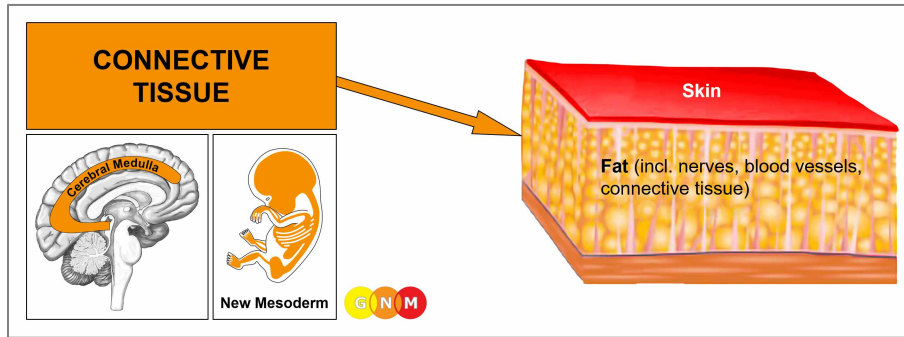 CONNECTIVE
TISSUE
Cerebral Medulla
New Mesoderm
G N M
Skin
Fat (incl. nerves, blood vessels,
connective tissue)